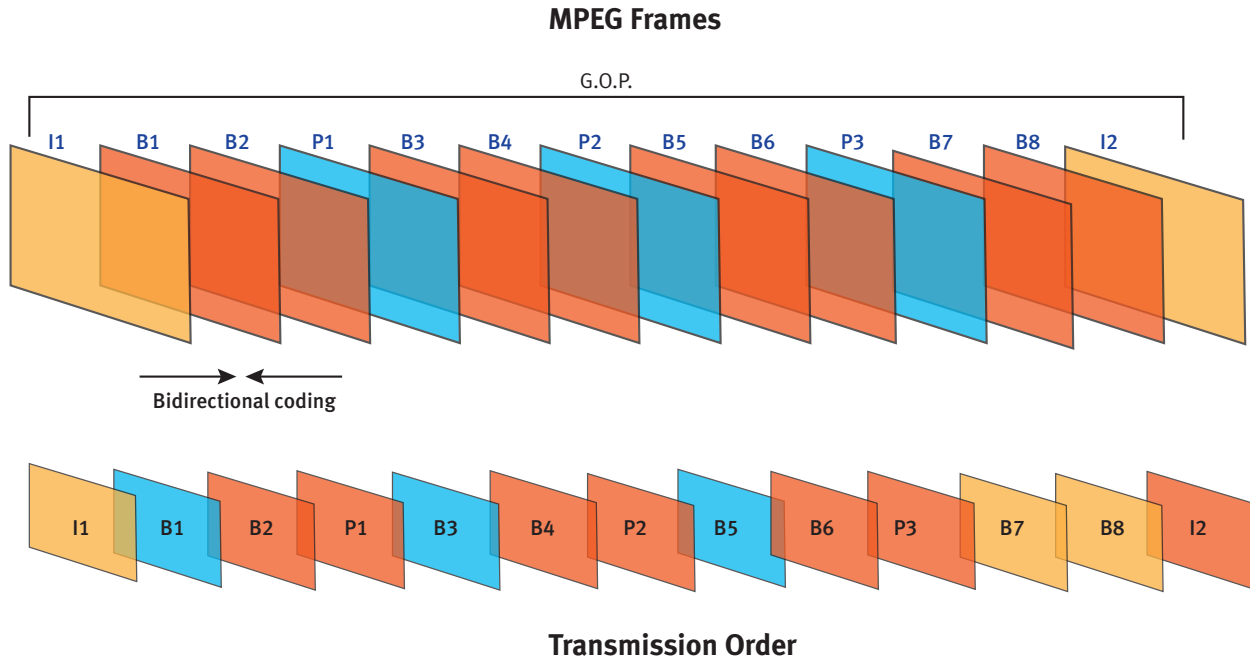 MPEG Frames
G.O.P.
I1 B1 B2 P1 B3 B4 P2 B5 B6 P3 B7 B8 I2
Bidirectional coding
I1 B1 B2 P1 B3 B4 P2 B5 B6 P3 B7 B8 I2
Transmission Order